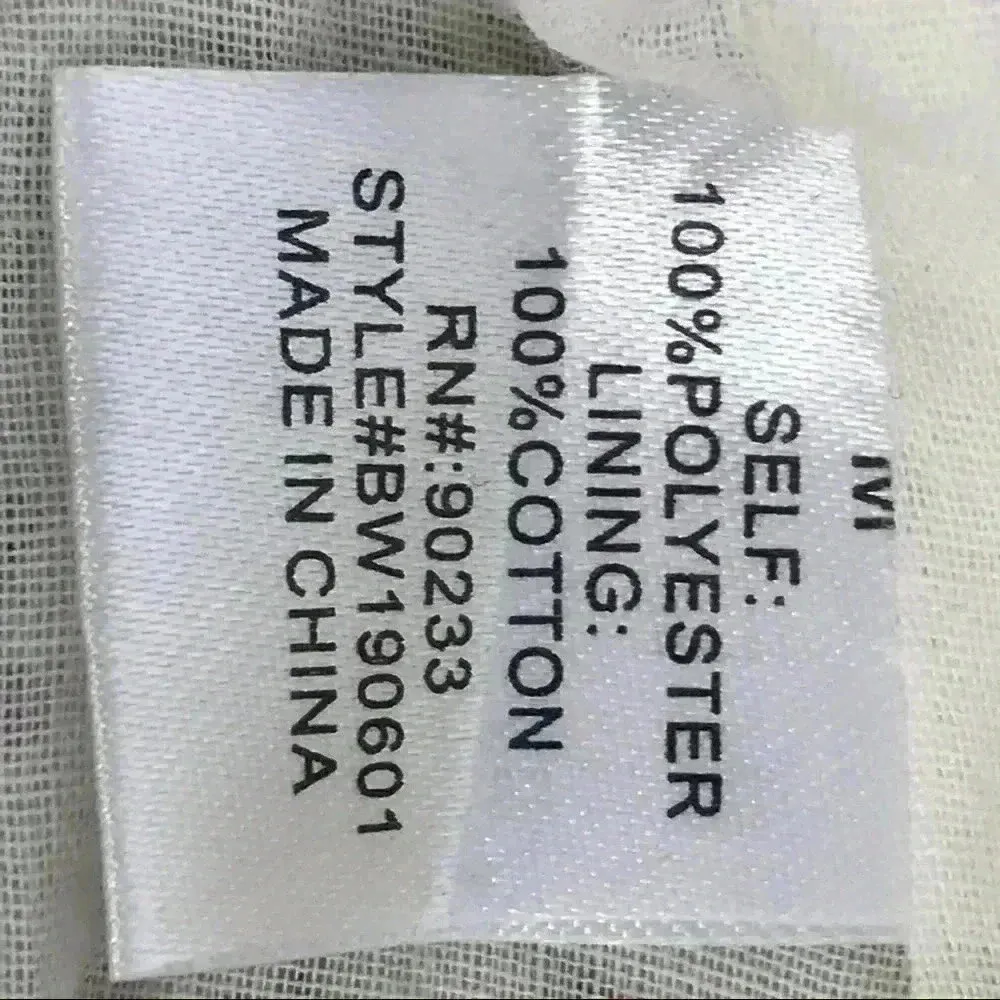 SELF:
100%POLYESTER
LINING:
100%COTTON
RN#:90233
STYLE#BW190601
MADE IN CHINA